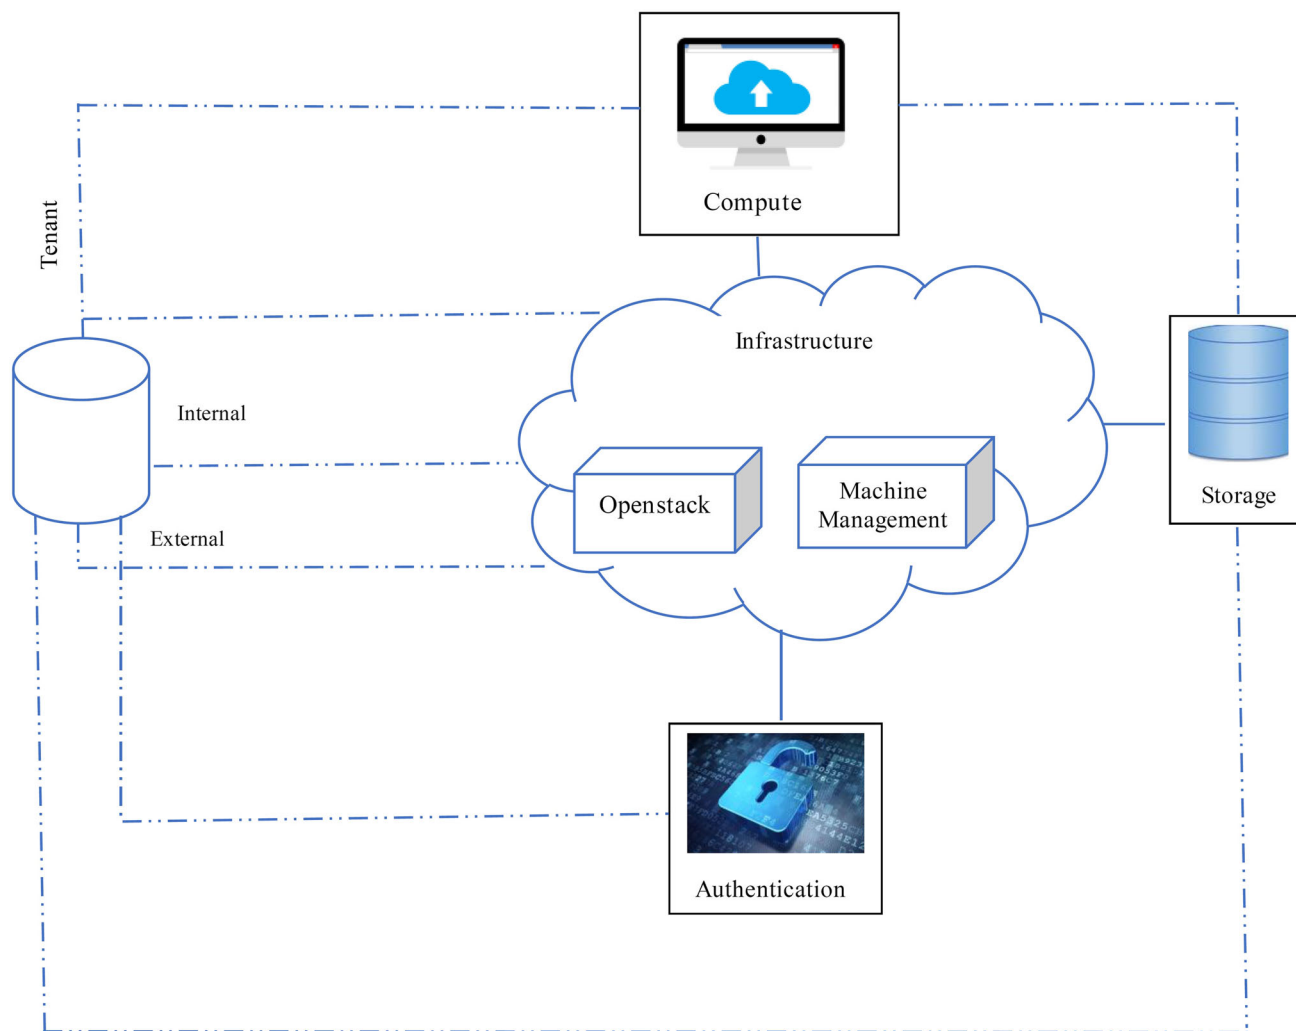 Compute
Tenant
Infrastructure
Internal
Openstack
Machine
Management
Storage
External
Authentication